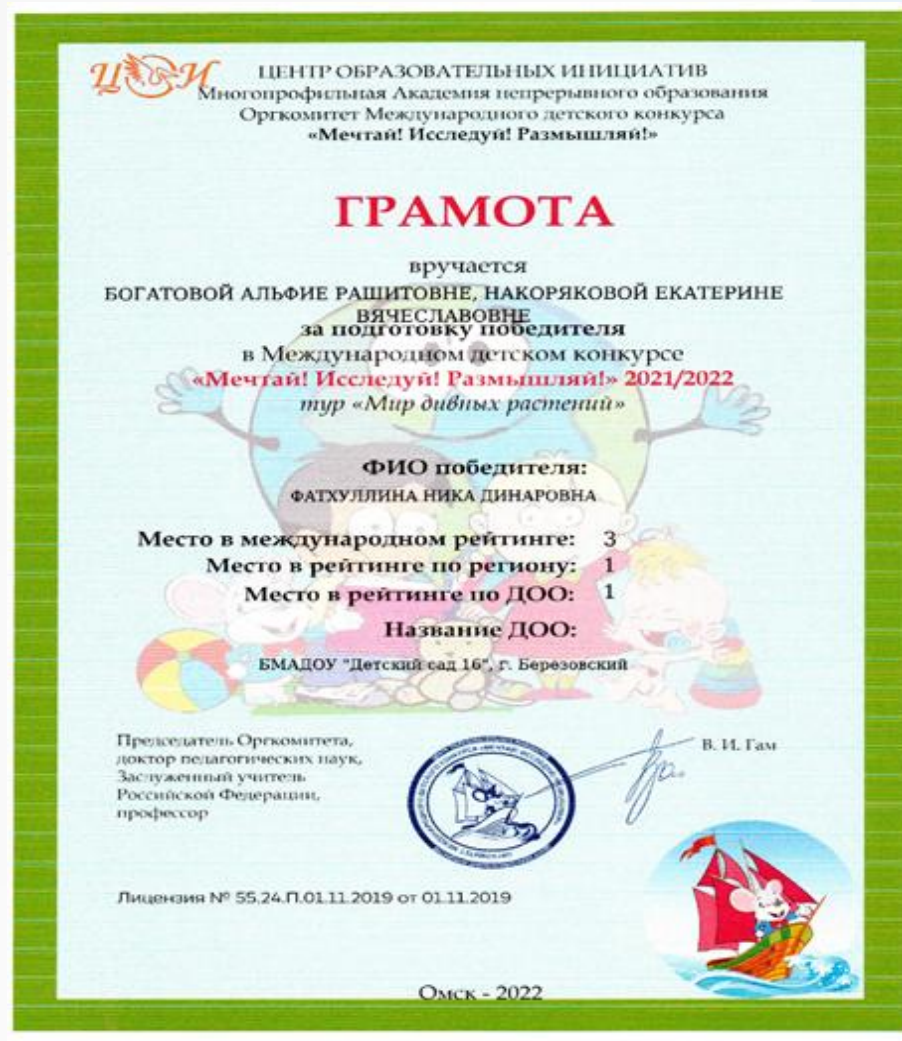 ЦОИ
ЦЕНТР ОБРАЗОВАТЕЛЬНЫХ ИНИЦИАТИВ
Многопрофильная Академия непрерывного образования
Оргкомитет Международного детского конкурса
«Мечтай! Исследуй! Размышляй!»
ГРАМОТА
вручается
БОГАТОВОЙ АЛЬФИЕ РАШИТОВНЕ, НАКОРЯКОВОЙ ЕКАТЕРИНЕ
ВЯЧЕСЛАВОВНЕ
за подготовку победителя
в Международном детском конкурсе
«Мечтай! Исследуй! Размышляй!» 2021/2022
тур «Мир дивных растений»
ФИО победителя:
ФАТХУЛЛИНА НИКА ДИНАРОВНА
Место в международном рейтинге: 3
Место в рейтинге по региону: 1
Место в рейтинге по ДОО: 1
Название ДОО:
БМАДОУ "Детский сад 16", г. Березовский
Председатель Оргкомитета,
доктор педагогических наук,
Заслуженный учитель
Российской Федерации,
профессор
В. И. Гам
Лицензия № 55.24.П.01.11.2019 от 01.11.2019
Омск - 2022